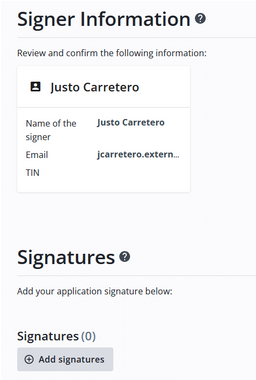 Signer Information ?
Review and confirm the following information:
Justo Carretero
Name of the signer Justo Carretero
Email jcarretero.extern...
TIN
Signatures ?
Add your application signature below:
Signatures (0)
Add signatures